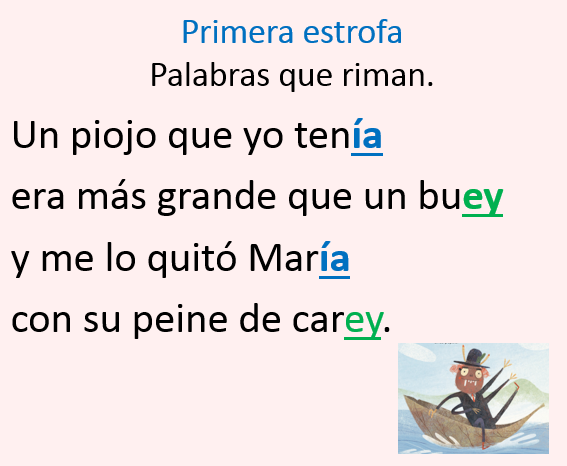 Primera estrofa
Palabras que riman.
Un piojo que yo tenía
era más grande que un buey
y me lo quitó María
con su peine de carey.